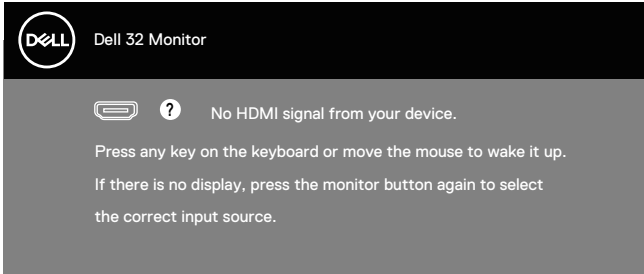 DELL
Dell 32 Monitor
? No HDMI signal from your device.
Press any key on the keyboard or move the mouse to wake it up.
If there is no display, press the monitor button again to select
the correct input source.